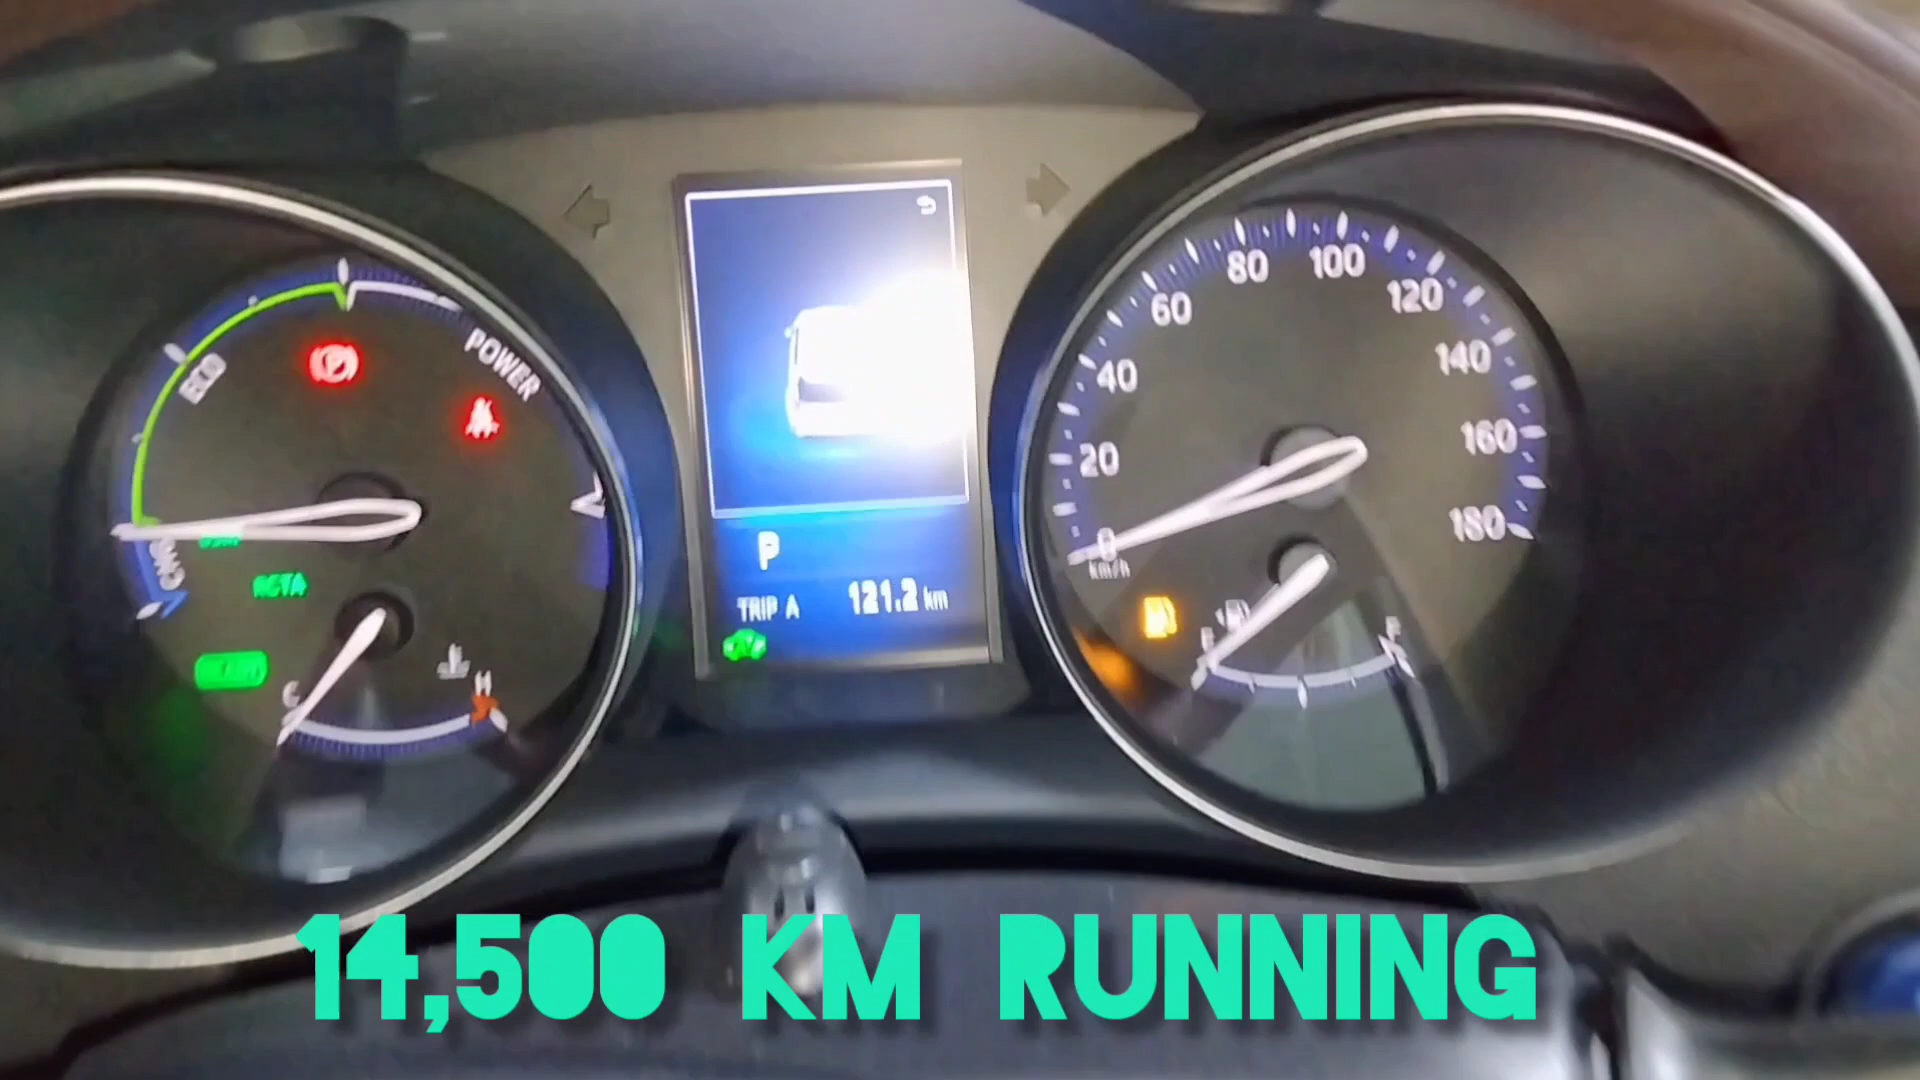 80 100
60 120
POWER
ECO
40 140
20 160
0
km/h
180
CHG
P
RCTA
TRIP A 121.2 km
E F
C H
14,500 KM RUNNING